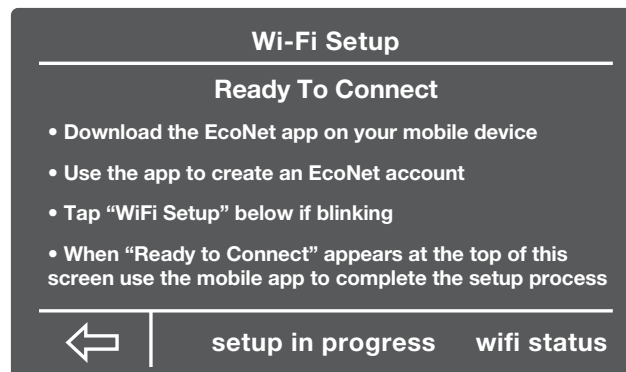 Wi-Fi Setup
Ready To Connect
• Download the EcoNet app on your mobile device
• Use the app to create an EcoNet account
• Tap “WiFi Setup” below if blinking
• When “Ready to Connect” appears at the top of this
screen use the mobile app to complete the setup process
setup in progress wifi status